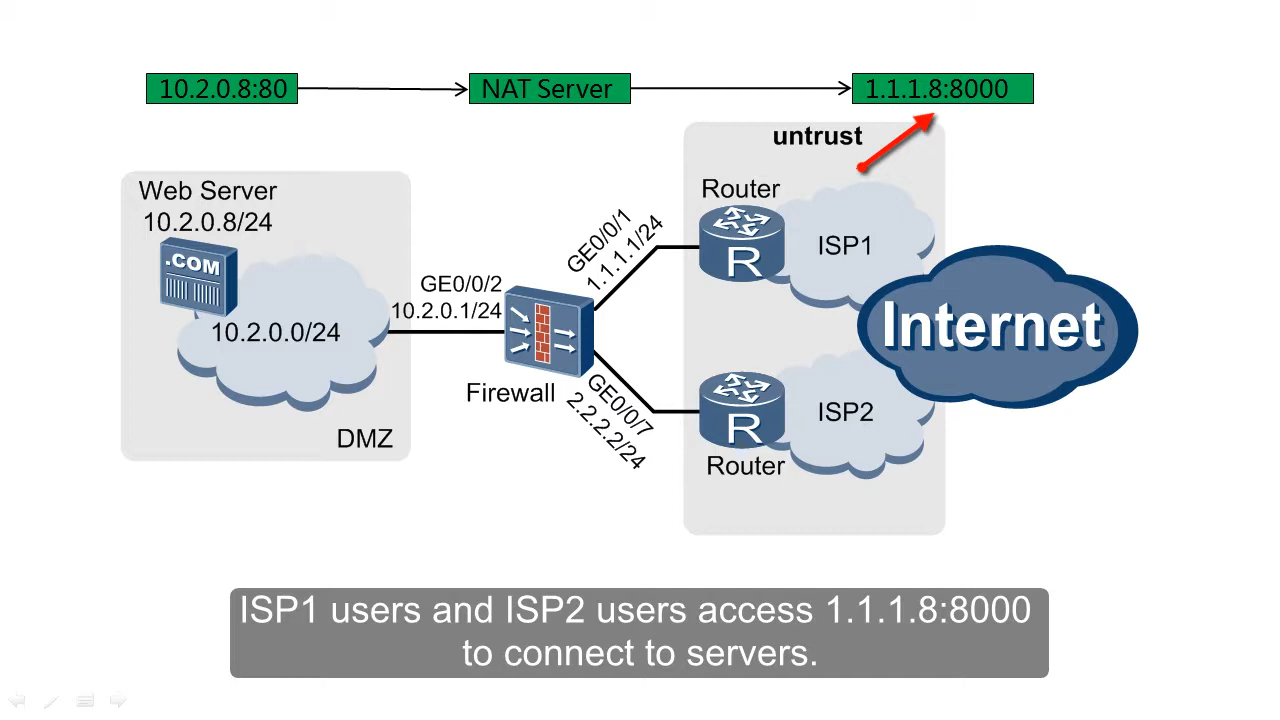 10.2.0.8:80
NAT Server
1.1.1.8:8000
untrust
Web Server
10.2.0.8/24
.COM
10.2.0.0/24
DMZ
GE0/0/2
10.2.0.1/24
Firewall
GE0/0/1
1.1.1.1/24
GE0/0/7
2.2.2.2/24
Router
R
ISP1
Internet
R
ISP2
Router
ISP1 users and ISP2 users access 1.1.1.8:8000
to connect to servers.